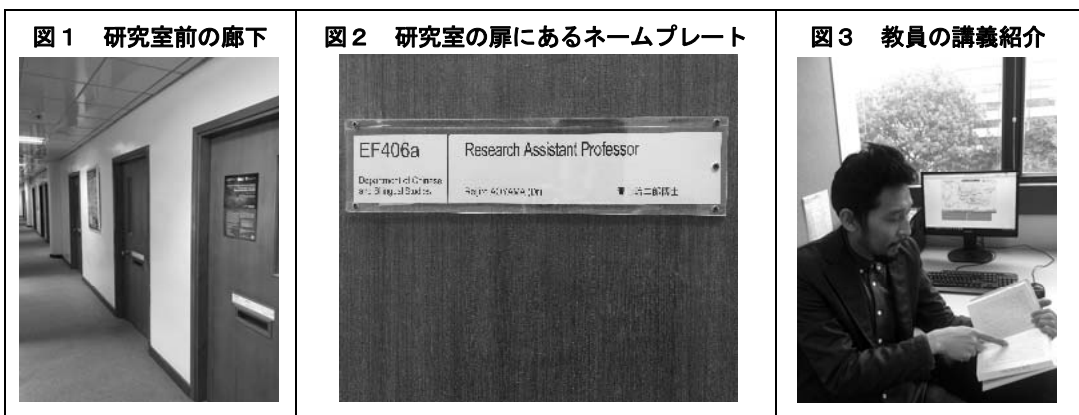 図1 研究室前の廊下
図2 研究室の扉にあるネームプレート
図3 教員の講義紹介
EF406a
Research Assistant Professor
Department of Chinese
and Bilingual Studies
AOYAMA (Dr)